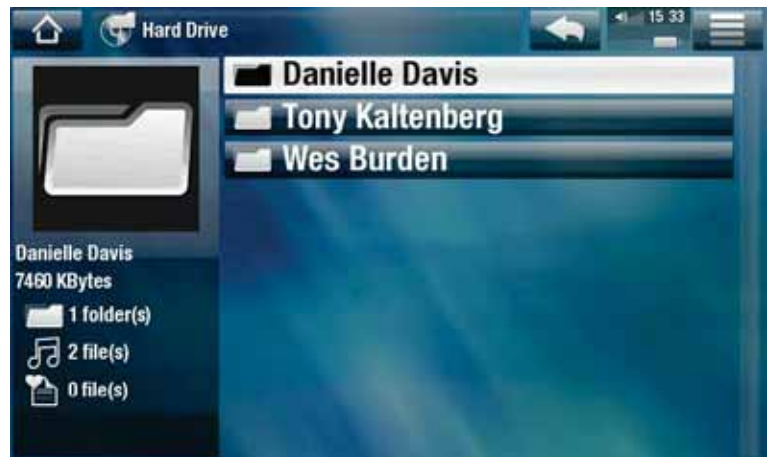 Hard Drive
15 33
Danielle Davis
Tony Kaltenberg
Wes Burden
Danielle Davis
7460 KBytes
1 folder(s)
2 file(s)
0 file(s)